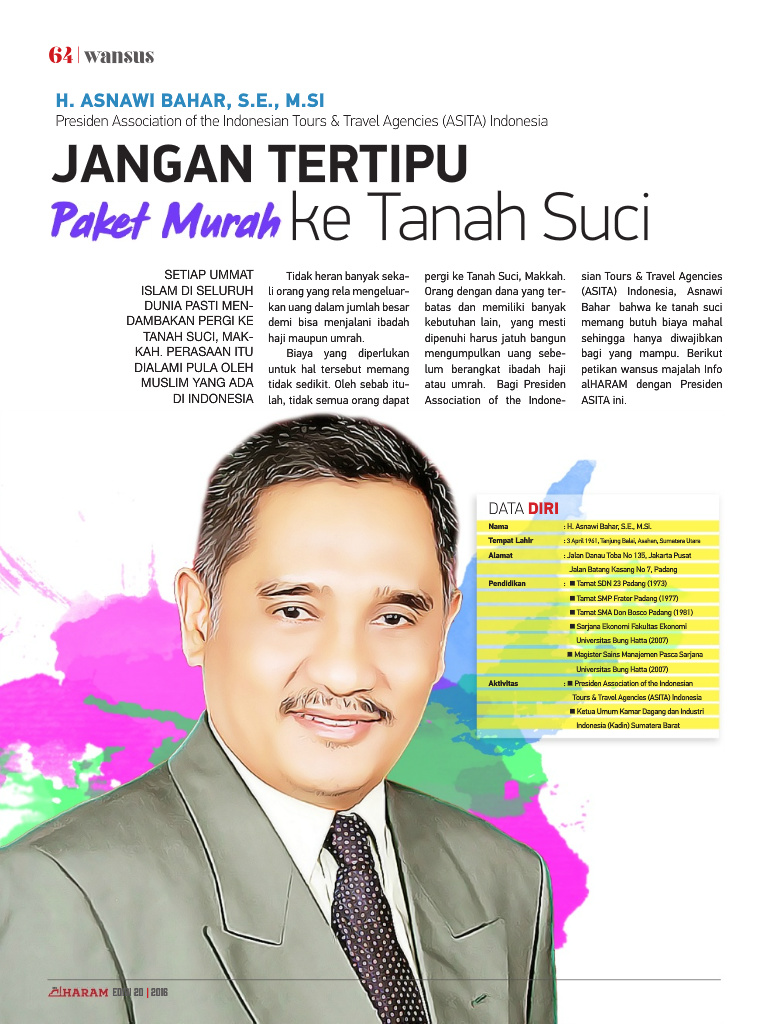 64 | wansus
H. ASNAWI BAHAR, S.E., M.SI
Presiden Association of the Indonesian Tours & Travel Agencies (ASITA) Indonesia
JANGAN TERTIPU
Paket Murah ke Tanah Suci
SETIAP UMMAT
ISLAM DI SELURUH
DUNIA PASTI MEN-
DAMBAKAN PERGI KE
TANAH SUCI, MAK-
KAH. PERASAAN ITU
DIALAMI PULA OLEH
MUSLIM YANG ADA
DI INDONESIA
Tidak heran banyak seka-
li orang yang rela mengeluar-
kan uang dalam jumlah besar
demi bisa menjalani ibadah
haji maupun umrah.
Biaya yang diperlukan
untuk hal tersebut memang
tidak sedikit. Oleh sebab itu-
lah, tidak semua orang dapat
pergi ke Tanah Suci, Makkah.
Orang dengan dana yang ter-
batas dan memiliki banyak
kebutuhan lain, yang mesti
dipenuhi harus jatuh bangun
mengumpulkan uang sebe-
lum berangkat ibadah haji
atau umrah. Bagi Presiden
Association of the Indone-
sian Tours & Travel Agencies
(ASITA) Indonesia, Asnawi
Bahar bahwa ke tanah suci
memang butuh biaya mahal
sehingga hanya diwajibkan
bagi yang mampu. Berikut
petikan wansus majalah Info
alHARAM dengan Presiden
ASITA ini.
DATA DIRI
Nama : H. Asnawi Bahar, S.E., M.Si.
Tempat Lahir : 3 April 1961, Tanjung Balai, Asahan, Sumatera Utara
Alamat : Jalan Danau Toba No 135, Jakarta Pusat
Jalan Batang Kasang No 7, Padang
Pendidikan : ■ Tamat SDN 23 Padang (1973)
■ Tamat SMP Frater Padang (1977)
■ Tamat SMA Don Bosco Padang (1981)
■ Sarjana Ekonomi Fakultas Ekonomi
Universitas Bung Hatta (2007)
■ Magister Sains Manajemen Pasca Sarjana
Universitas Bung Hatta (2007)
Aktivitas : ■ Presiden Association of the Indonesian
Tours & Travel Agencies (ASITA) Indonesia
■ Ketua Umum Kamar Dagang dan Industri
Indonesia (Kadin) Sumatera Barat
AlHARAM EDISI 20 | 2016